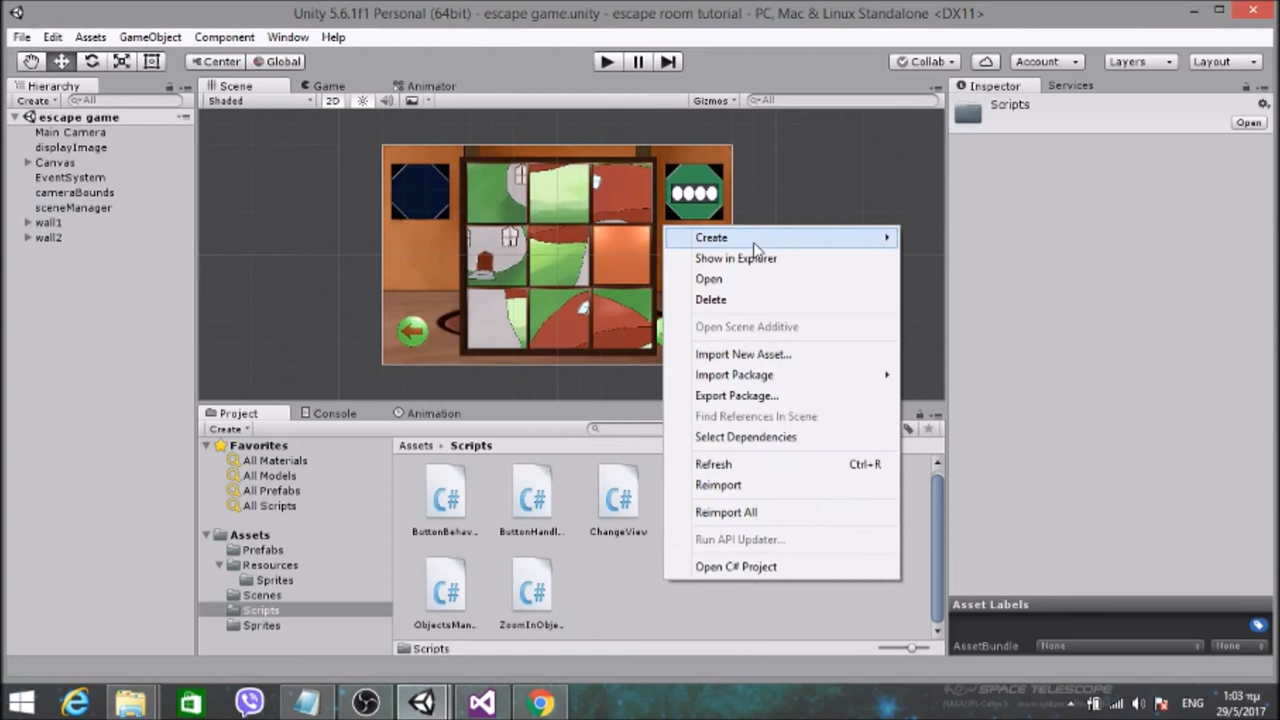 Unity 5.6.1f1 Personal (64bit) - escape game.unity - escape room tutorial - PC, Mac & Linux Standalone <DX11>
File Edit Assets GameObject Component Window Help
Center Global Collab Account Layers Layout
Hierarchy Scene Game Animator Inspector Services
Create All Shaded 2D Gizmos All Scripts
Open
escape game
Main Camera
displayImage
Canvas
EventSystem
cameraBounds
sceneManager
wall1
wall2
Create
Show in Explorer
Open
Delete
Open Scene Additive
Import New Asset...
Import Package
Export Package...
Find References In Scene
Select Dependencies
Refresh Ctrl+R
Reimport
Reimport All
Run API Updater...
Open C# Project
Project Console Animation
Create
Favorites
All Materials
All Models
All Prefabs
All Scripts
Assets
Prefabs
Resources
Sprites
Scenes
Scripts
Sprites
Assets Scripts
C# C# C#
ButtonBehav... ButtonHandl... ChangeView
C# C#
ObjectsMan... ZoomInObje...
Scripts
Asset Labels
AssetBundle None None
SPACE TELESCOPE
ΕΝG
1:03 πμ
29/5/2017